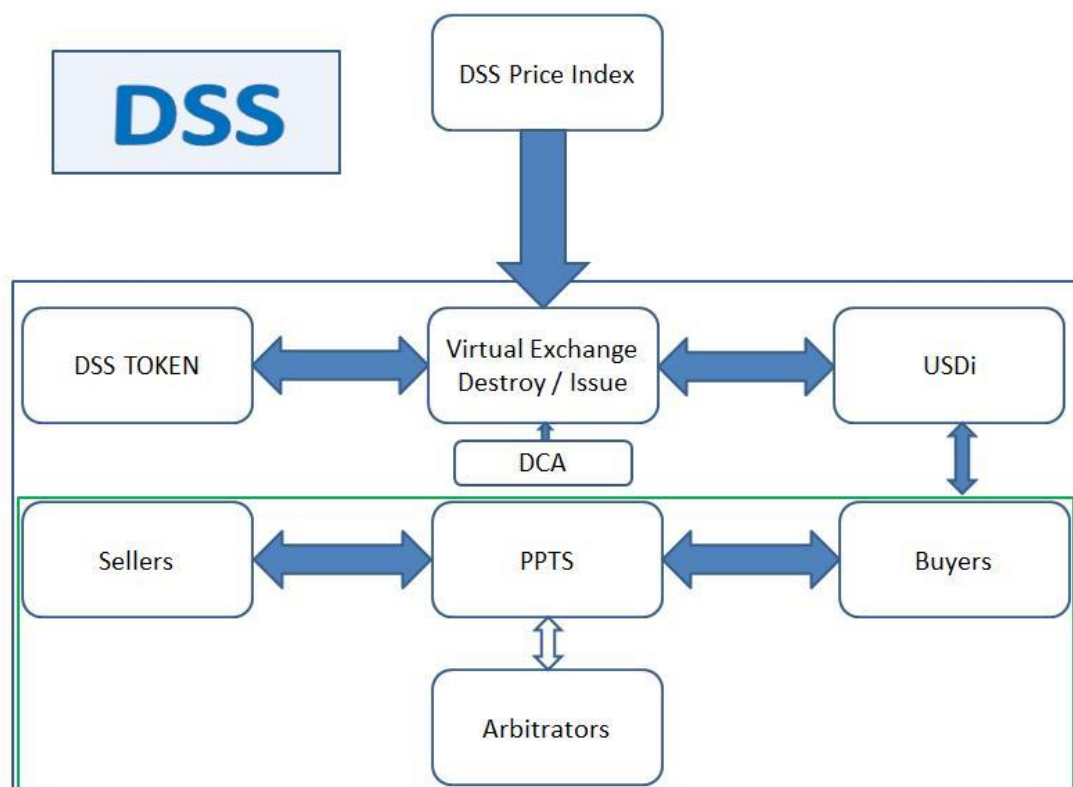 DSS Price Index
DSS
DSS TOKEN
Virtual Exchange
Destroy / Issue
USDi
DCA
Sellers
PPTS
Buyers
Arbitrators